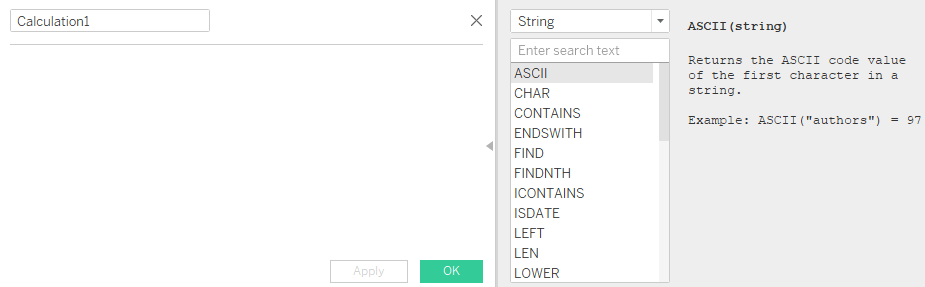 Calculation1
Apply
OK
String
Enter search text
ASCII
CHAR
CONTAINS
ENDSWITH
FIND
FINDNTH
ICONTAINS
ISDATE
LEFT
LEN
LOWER
ASCII(string)
Returns the ASCII code value
of the first character in a
string.
Example: ASCII("authors") = 97